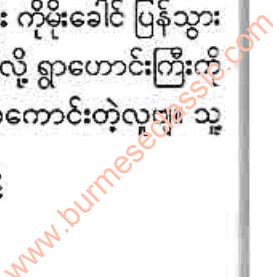 ကိုမိုးခေါင် ပြန်သွား
လို့ ရွာဟောင်းကြီးကို
ကောင်းတဲ့လူဗျ။ သူ
www.burmeseclassic.com